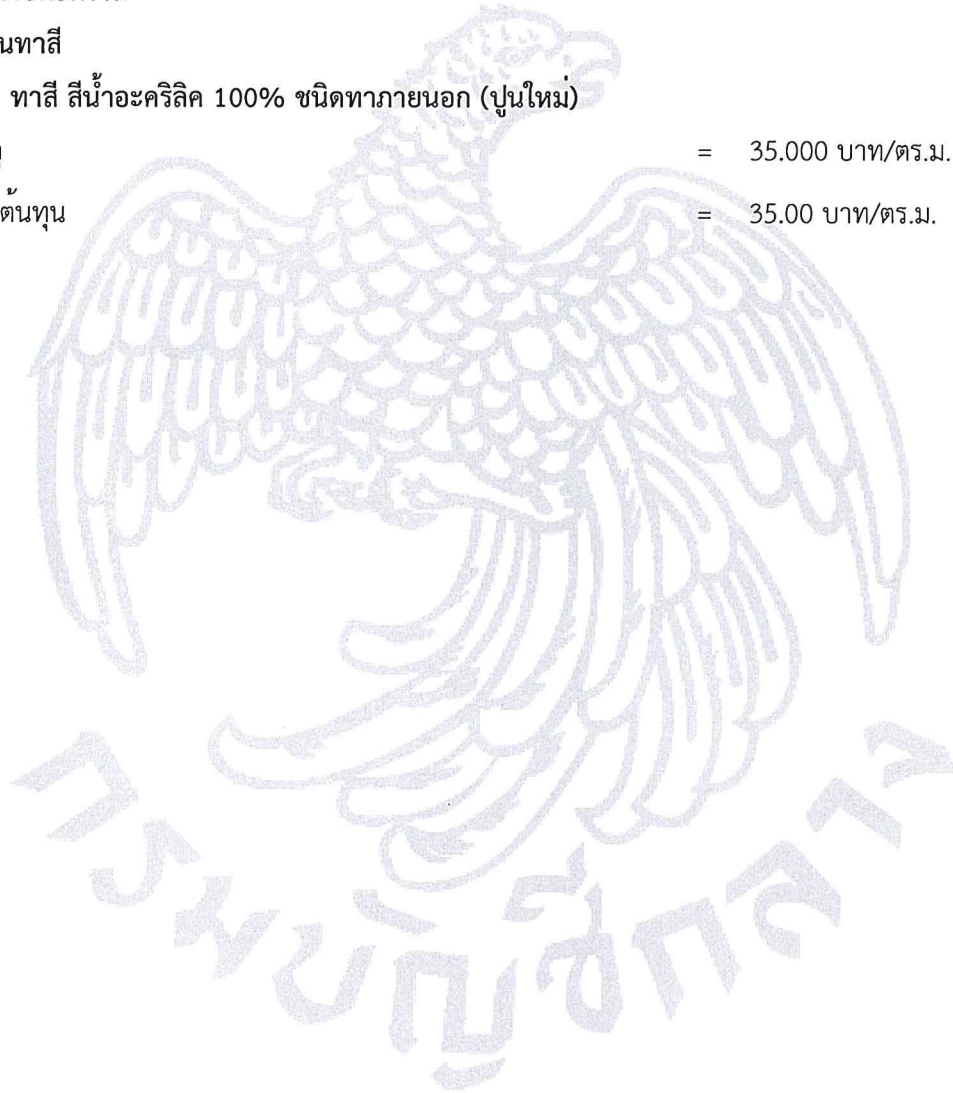 นทาสี
ทาสี สีน้ำอะคริลิค 100% ชนิดทาภายนอก (ปูนใหม่)
= 35.000 บาท/ตร.ม.
ต้นทุน = 35.00 บาท/ตร.ม.
กรมบัญชีกลาง